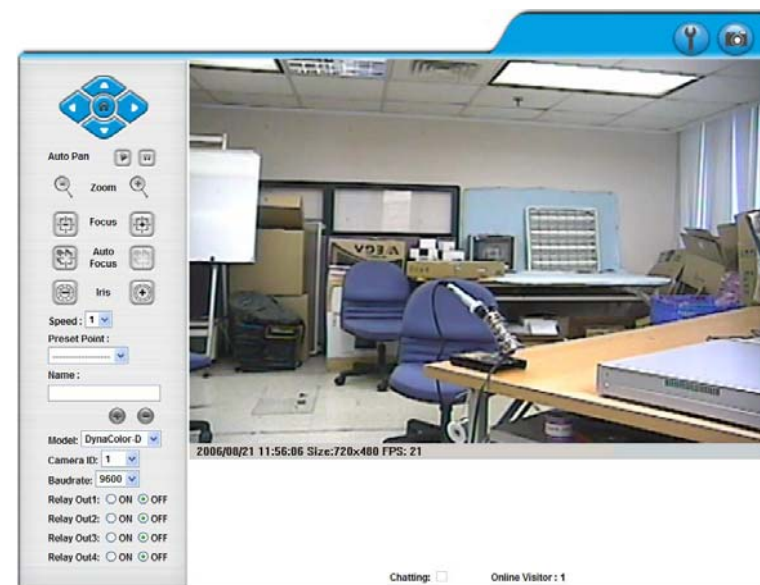 Auto Pan
Zoom
Focus
Auto
Focus
Iris
Speed : 1
Preset Point :
--------------------
Name :
Model: DynaColor-D
Camera ID: 1
Baudrate: 9600
Relay Out1: ON OFF
Relay Out2: ON OFF
Relay Out3: ON OFF
Relay Out4: ON OFF
2006/08/21 11:56:06 Size:720x480 FPS: 21
Chatting:
Online Visitor : 1